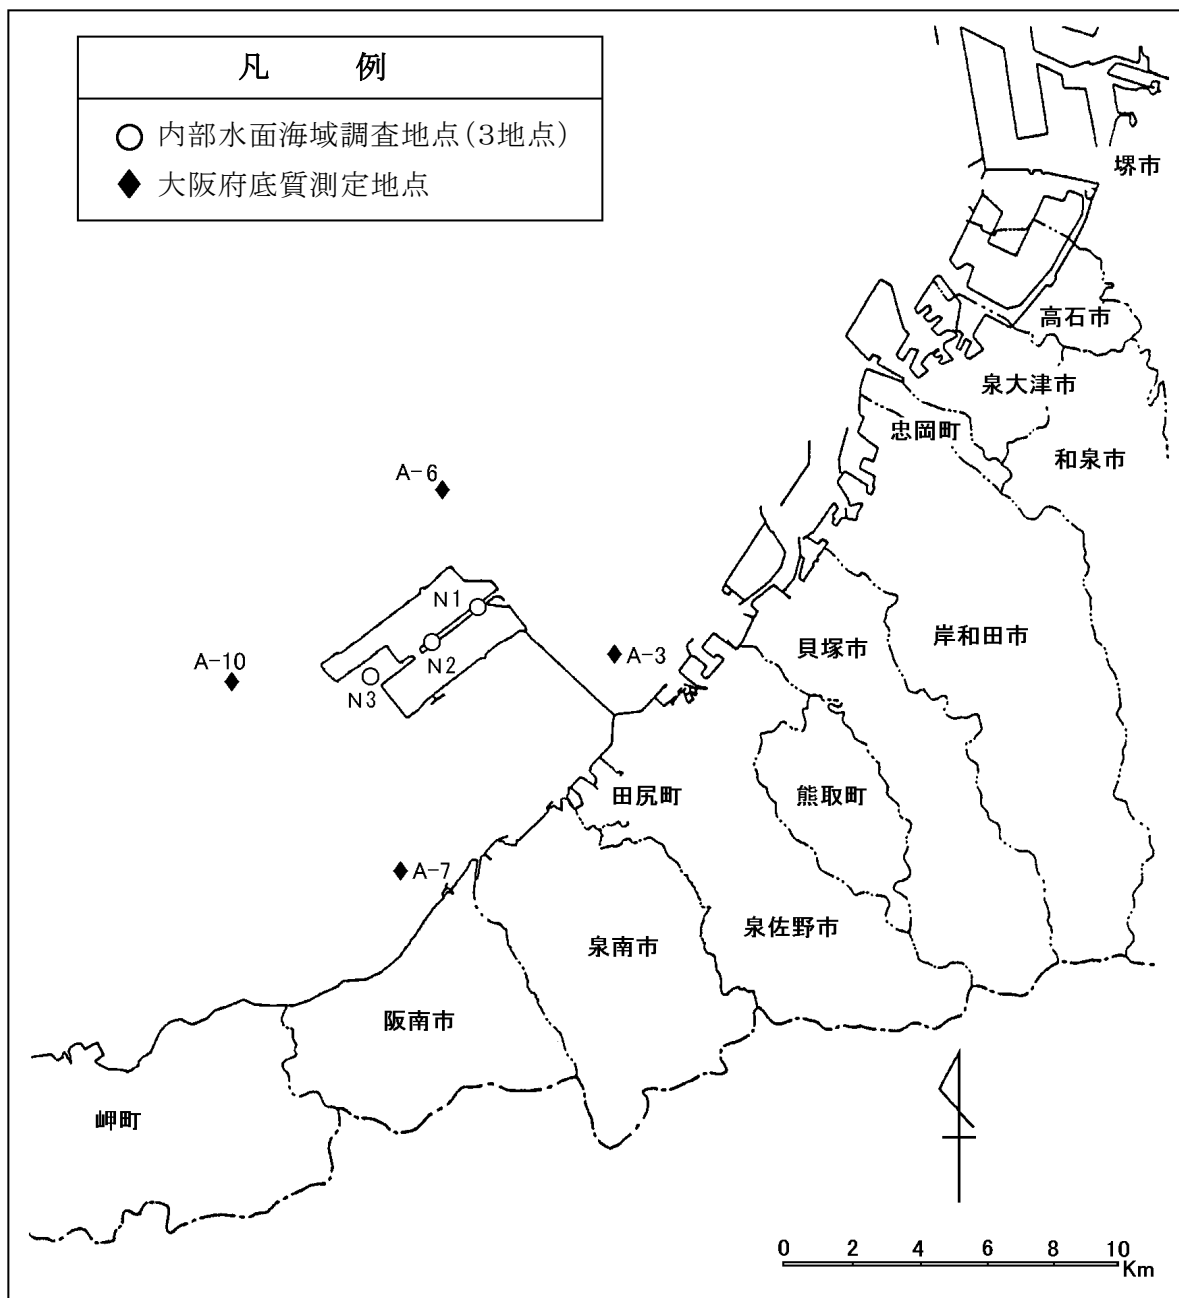 凡 例
内部水面海域調査地点(3地点)
大阪府底質測定地点
堺市
高石市
泉大津市
忠岡町
和泉市
A-6
N1
岸和田市
貝塚市
A-3
N2
A-10
N3
田尻町
熊取町
A-7
泉佐野市
泉南市
阪南市
岬町
0 2 4 6 8 10
Km